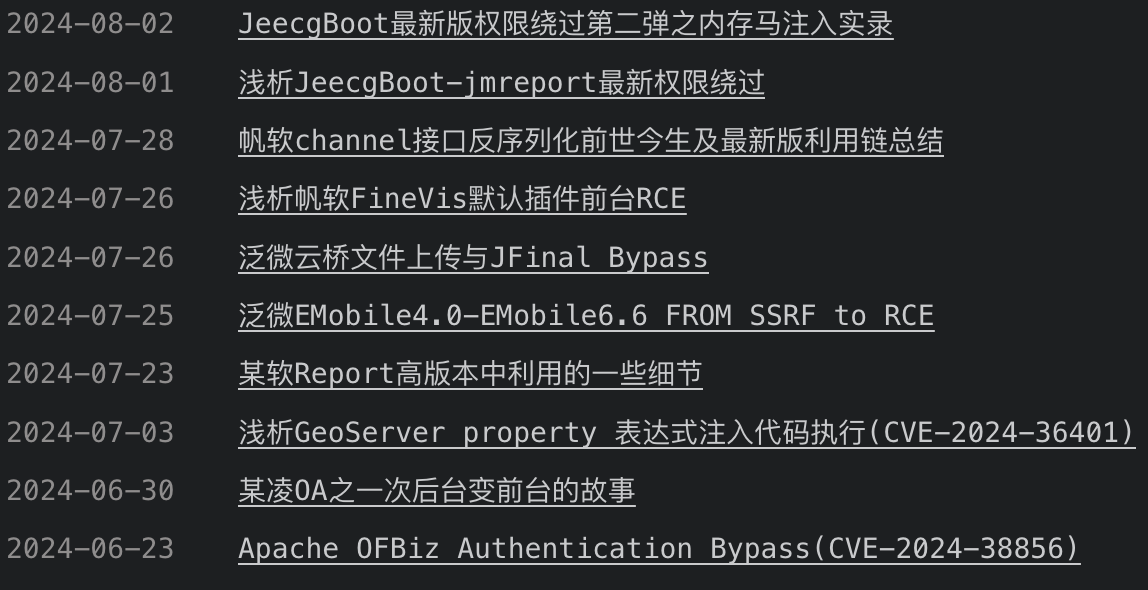 2024-08-02 JeecgBoot最新版权限绕过第二弹之内存马注入实录
2024-08-01 浅析JeecgBoot-jmreport最新权限绕过
2024-07-28 帆软channel接口反序列化前世今生及最新版利用链总结
2024-07-26 浅析帆软FineVis默认插件前台RCE
2024-07-26 泛微云桥文件上传与JFinal Bypass
2024-07-25 泛微EMobile4.0-EMobile6.6 FROM SSRF to RCE
2024-07-23 某软Report高版本中利用的一些细节
2024-07-03 浅析GeoServer property 表达式注入代码执行(CVE-2024-36401)
2024-06-30 某凌OA之一次后台变前台的故事
2024-06-23 Apache OFBiz Authentication Bypass(CVE-2024-38856)